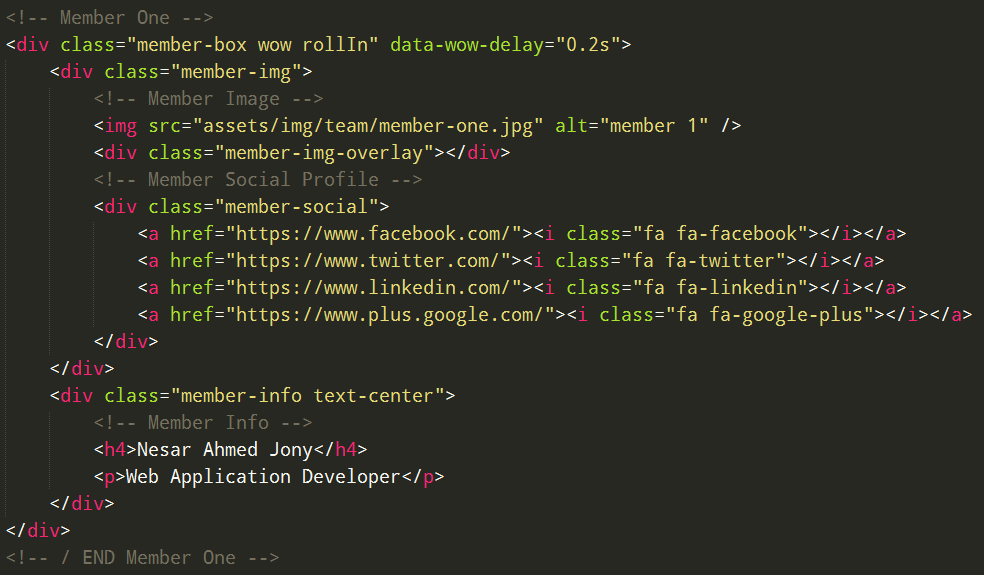 <!-- Member One -->
<div class="member-box wow rollIn" data-wow-delay="0.2s">
    <div class="member-img">
        <!-- Member Image -->
        <img src="assets/img/team/member-one.jpg" alt="member 1" />
        <div class="member-img-overlay"></div>
        <!-- Member Social Profile -->
        <div class="member-social">
            <a href="https://www.facebook.com/"><i class="fa fa-facebook"></i></a>
            <a href="https://www.twitter.com/"><i class="fa fa-twitter"></i></a>
            <a href="https://www.linkedin.com/"><i class="fa fa-linkedin"></i></a>
            <a href="https://www.plus.google.com/"><i class="fa fa-google-plus"></i></a>
        </div>
    </div>
    <div class="member-info text-center">
        <!-- Member Info -->
        <h4>Nesar Ahmed Jony</h4>
        <p>Web Application Developer</p>
    </div>
</div>
<!-- / END Member One -->